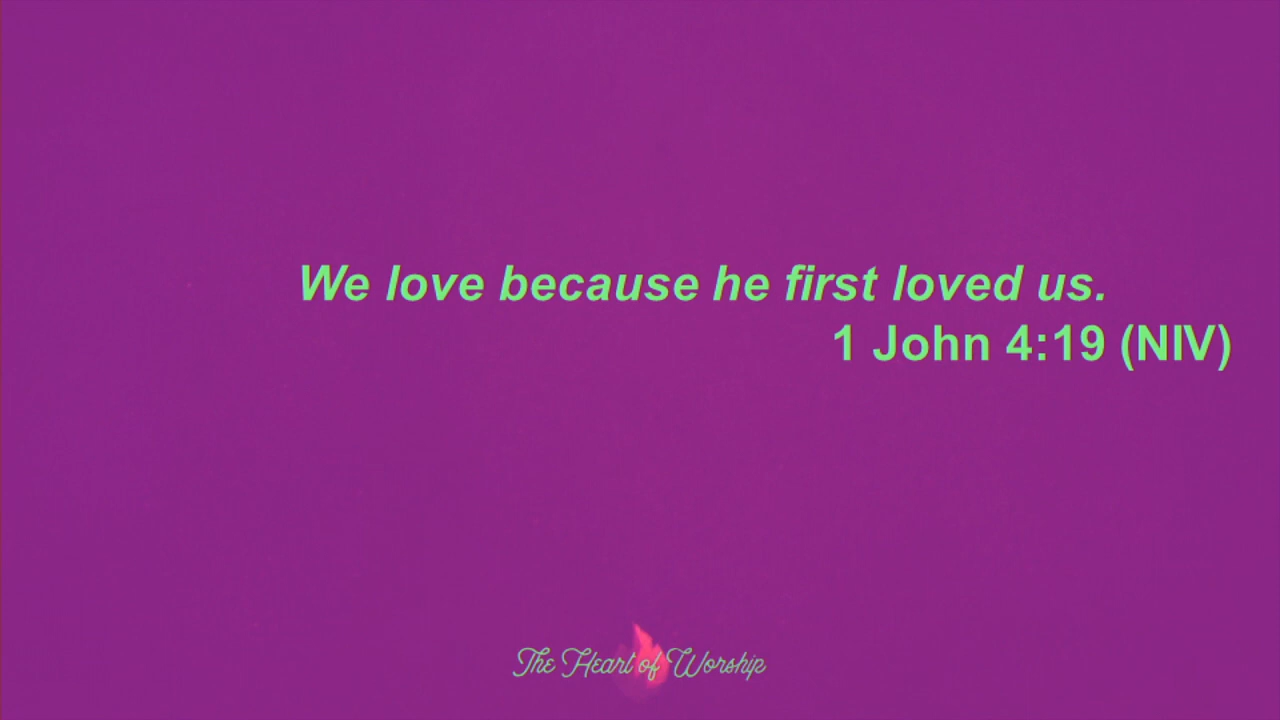 We love because he first loved us.
1 John 4:19 (NIV)
The Heart of Worship